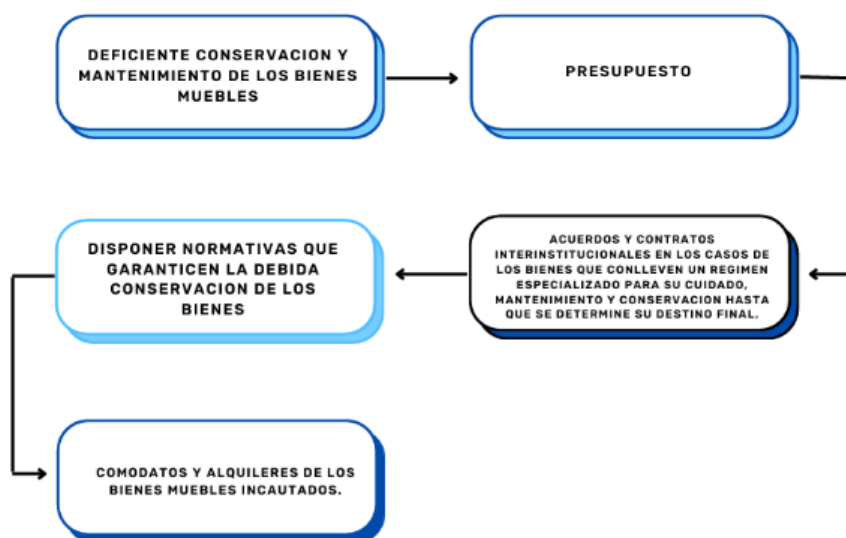 DEFICIENTE CONSERVACION Y
MANTENIMIENTO DE LOS BIENES
MUEBLES
PRESUPUESTO
ACUERDOS Y CONTRATOS
INTERINSTITUCIONALES EN LOS CASOS DE
LOS BIENES QUE CONLLEVEN UN REGIMEN
ESPECIALIZADO PARA SU CUIDADO,
MANTENIMIENTO Y CONSERVACION HASTA
QUE SE DETERMINE SU DESTINO FINAL.
DISPONER NORMATIVAS QUE
GARANTICEN LA DEBIDA
CONSERVACION DE LOS
BIENES
COMODATOS Y ALQUILERES DE LOS
BIENES MUEBLES INCAUTADOS.